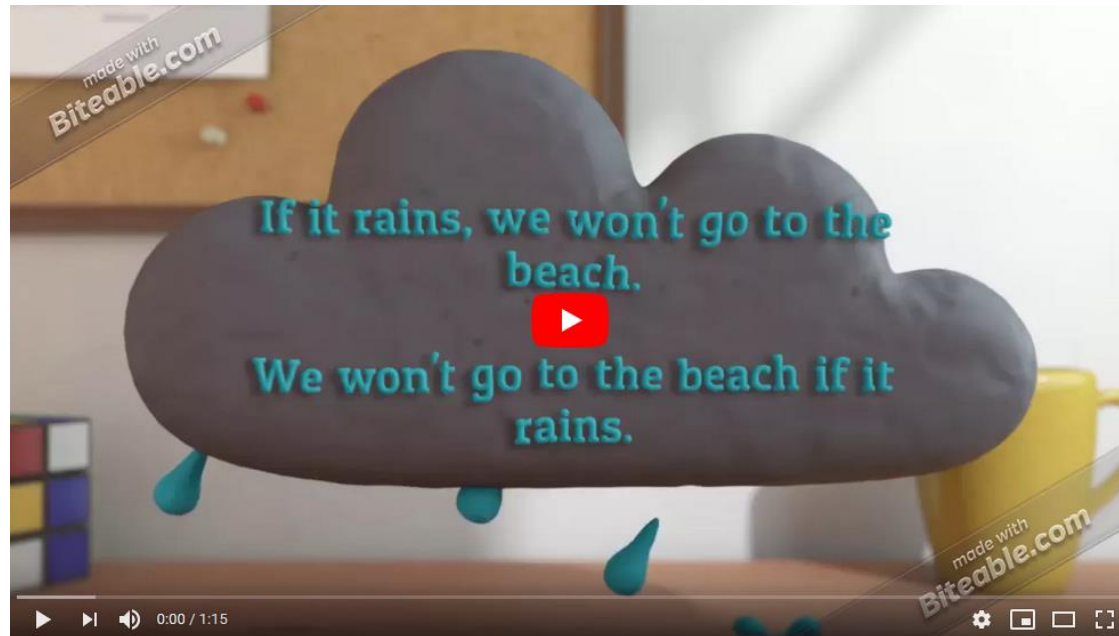 made with
Biteable.com
If it rains, we won't go to the
beach.
We won't go to the beach if it
rains.
made with
Biteable.com
0:00 / 1:15